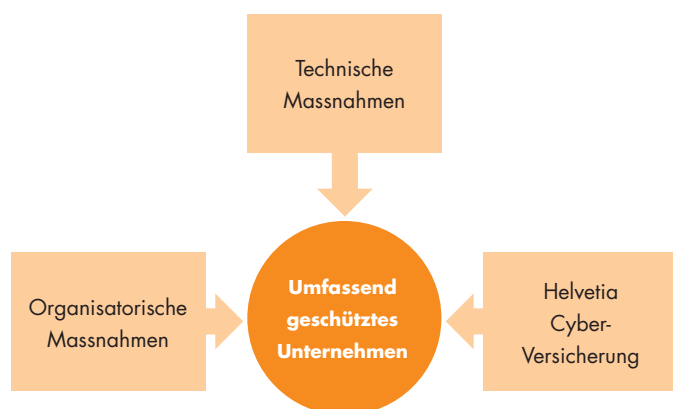 Technische
Massnahmen
Organisatorische
Massnahmen
Umfassend
geschütztes
Unternehmen
Helvetia
Cyber-
Versicherung